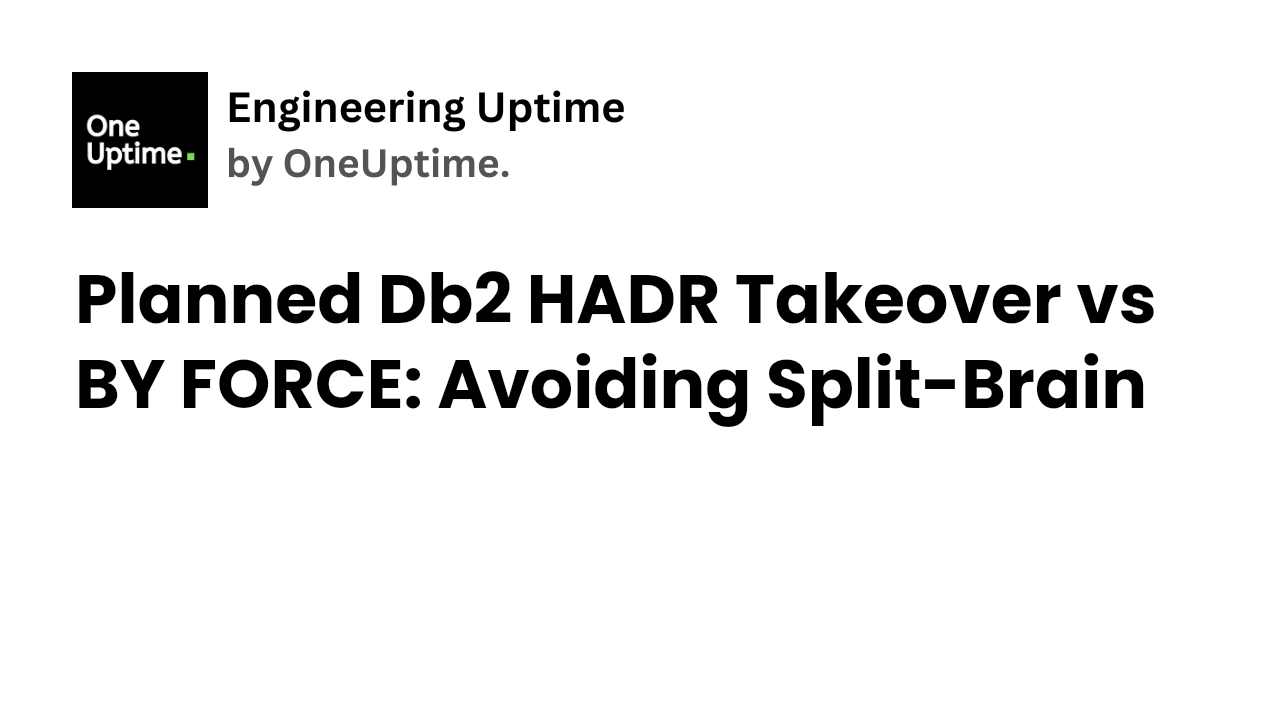 One
Uptime.
Engineering Uptime
by OneUptime.
Planned Db2 HADR Takeover vs
BY FORCE: Avoiding Split-Brain